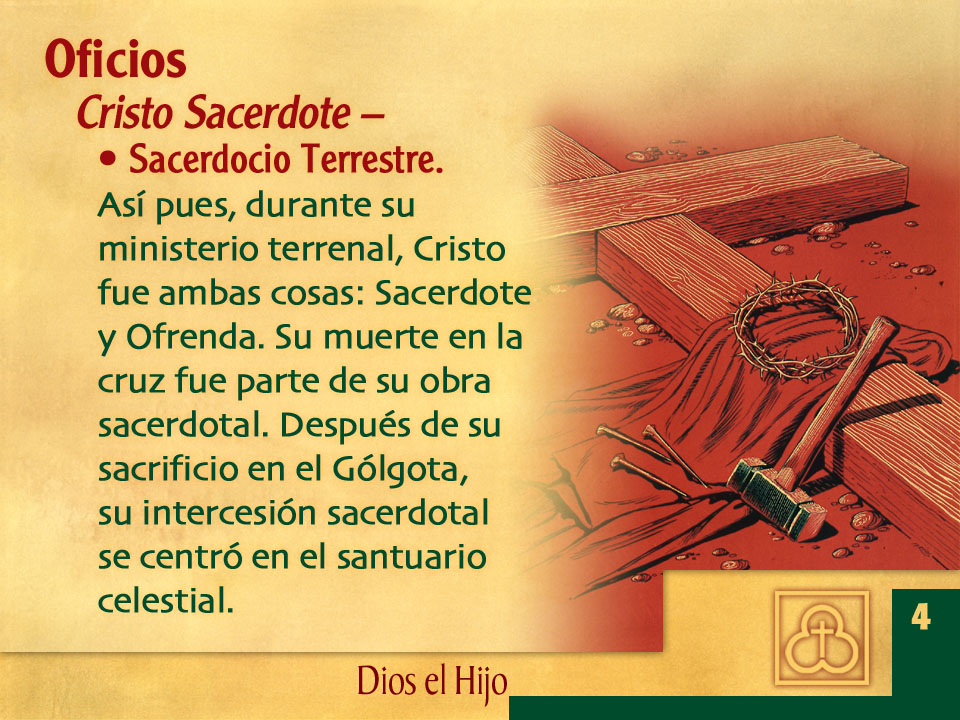 Oficios
Cristo Sacerdote –
• Sacerdocio Terrestre.
Así pues, durante su
ministerio terrenal, Cristo
fue ambas cosas: Sacerdote
y Ofrenda. Su muerte en la
cruz fue parte de su obra
sacerdotal. Después de su
sacrificio en el Gólgota,
su intercesión sacerdotal
se centró en el santuario
celestial.
4
Dios el Hijo